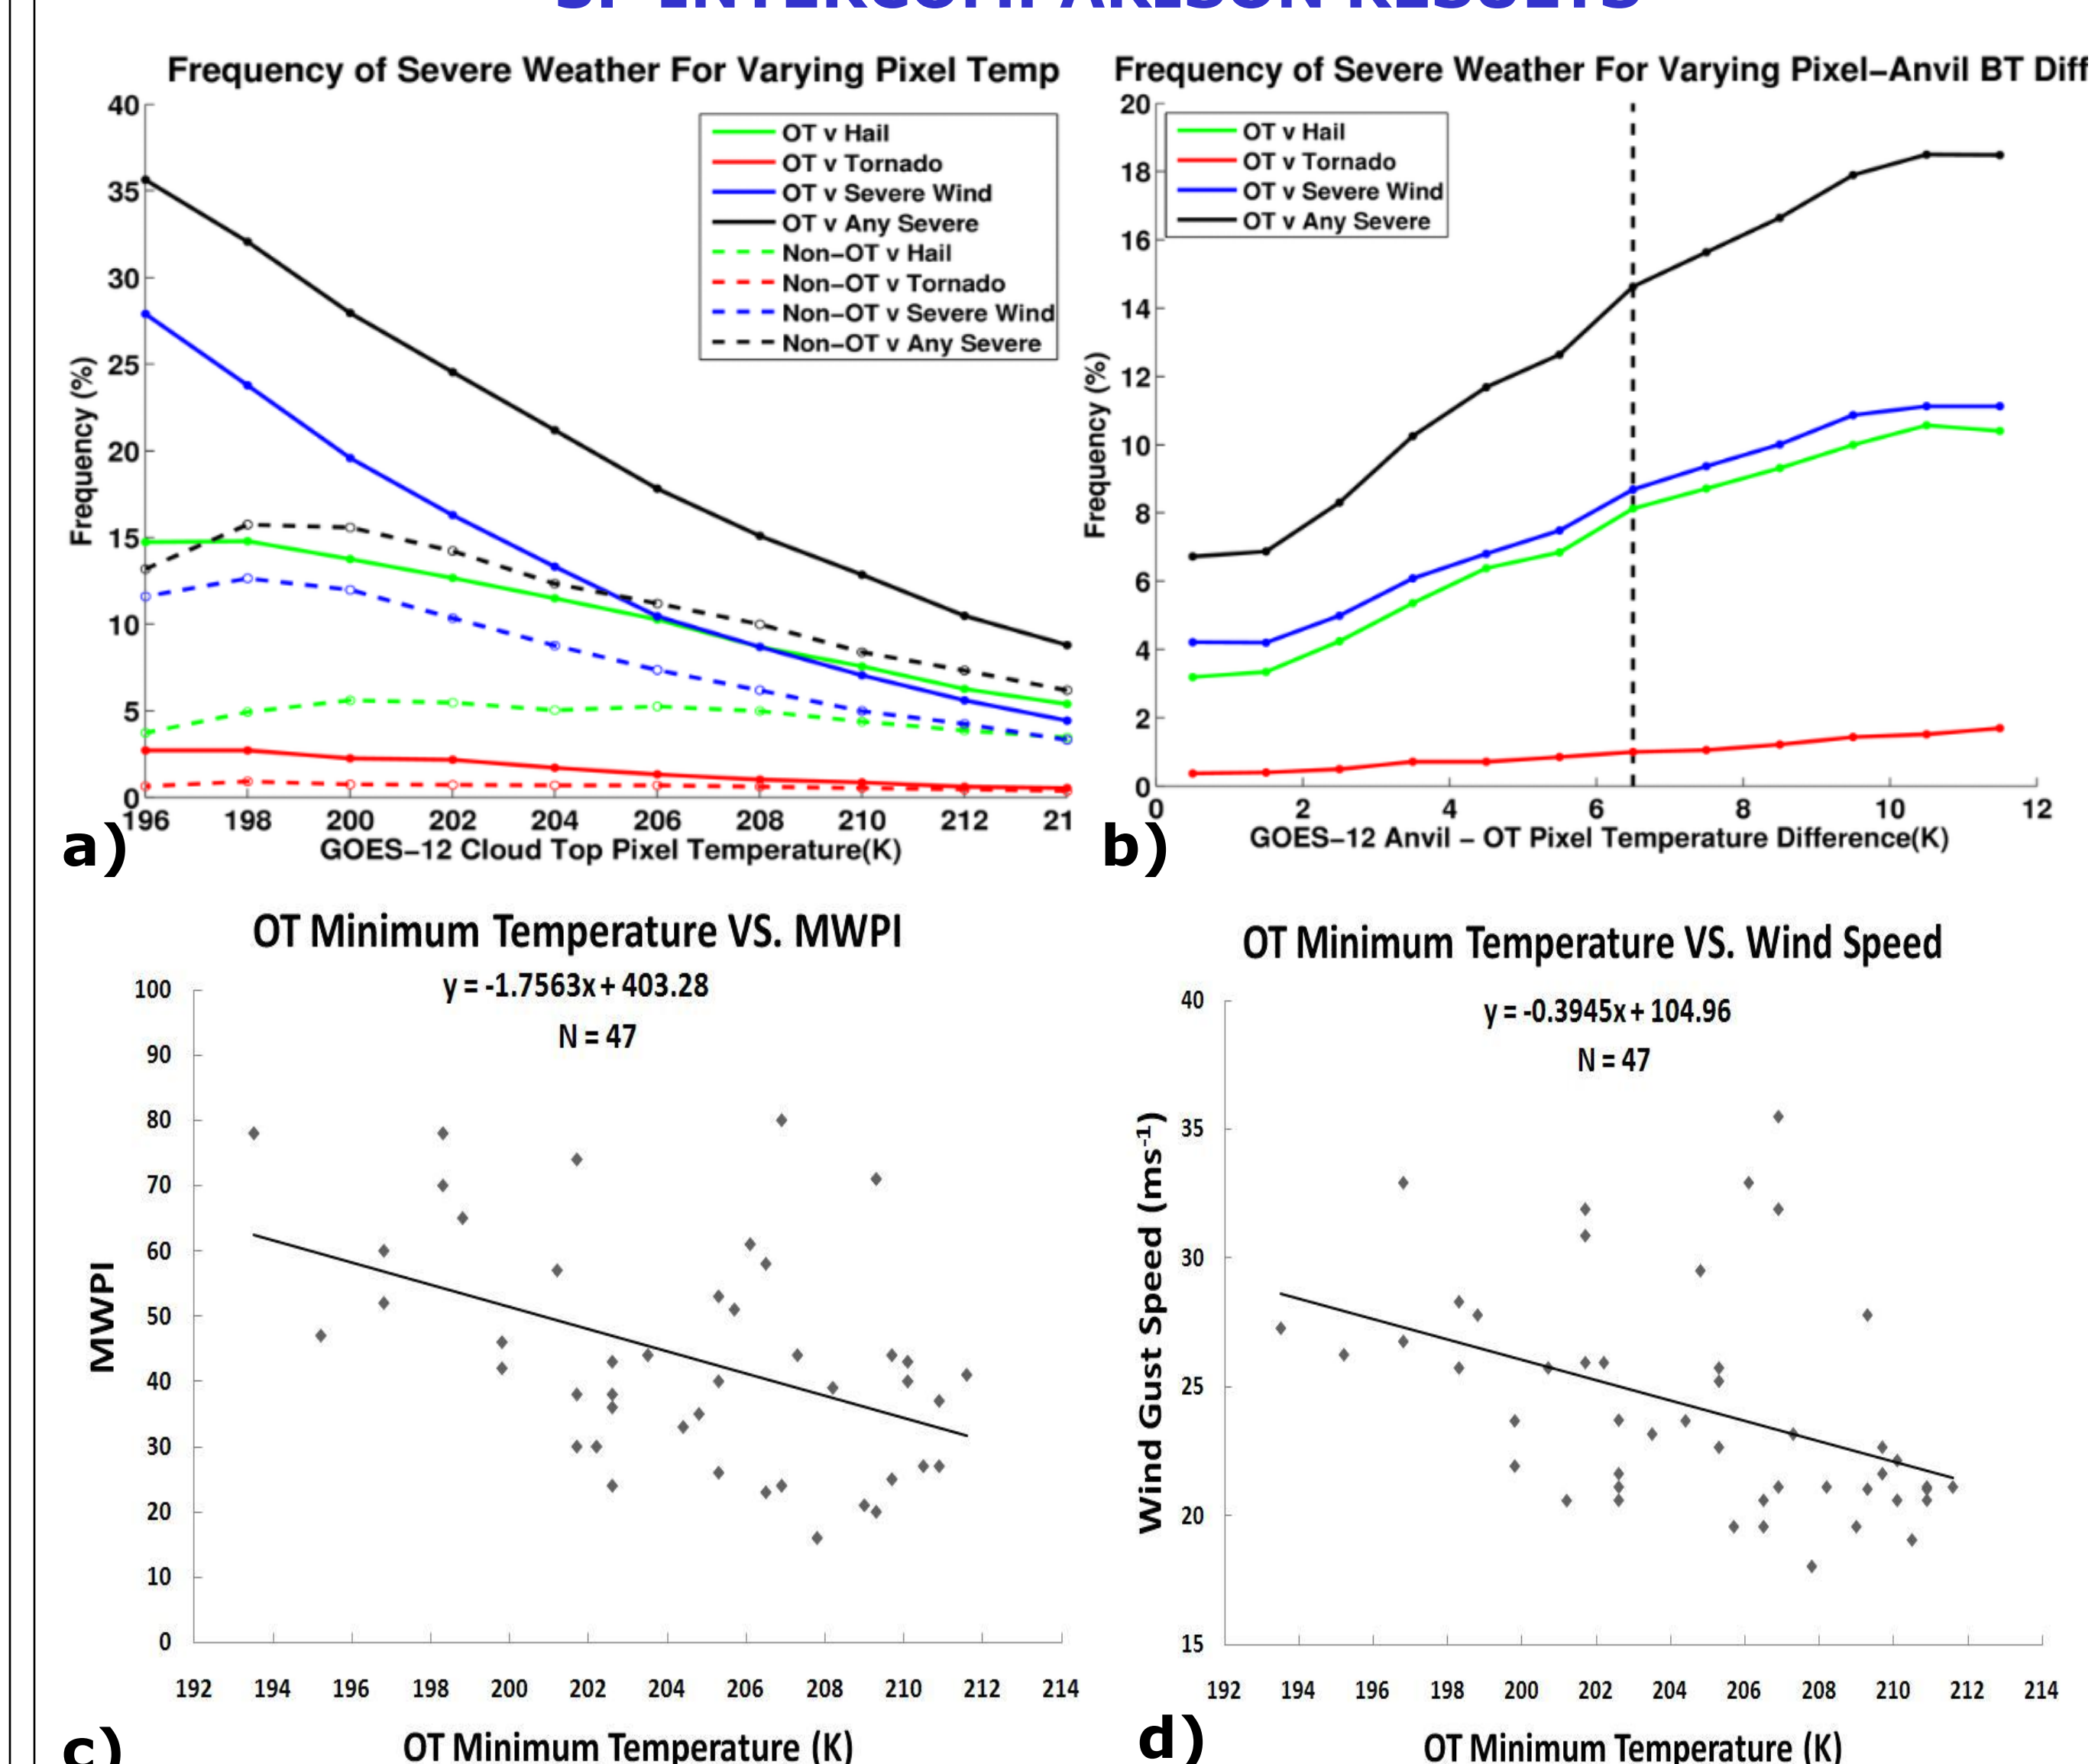 Frequency of Severe Weather For Varying Pixel Temp
40
35
30
25
20
15
10
5
0
Frequency (%)
OT v Hail
OT v Tornado
OT v Severe Wind
OT v Any Severe
Non-OT v Hail
Non-OT v Tornado
Non-OT v Severe Wind
Non-OT v Any Severe
196 198 200 202 204 206 208 210 212 21
GOES-12 Cloud Top Pixel Temperature(K)
a)
Frequency of Severe Weather For Varying Pixel-Anvil BT Diff
20
18
16
14
12
10
8
6
4
2
0
Frequency (%)
OT v Hail
OT v Tornado
OT v Severe Wind
OT v Any Severe
0 2 4 6 8 10 12
GOES-12 Anvil - OT Pixel Temperature Difference(K)
b)
OT Minimum Temperature VS. MWPI
y = -1.7563x + 403.28
N = 47
100
90
80
70
60
50
40
30
20
10
0
MWPI
192 194 196 198 200 202 204 206 208 210 212 214
OT Minimum Temperature (K)
c)
OT Minimum Temperature VS. Wind Speed
y = -0.3945x + 104.96
N = 47
40
35
30
25
20
15
Wind Gust Speed (ms-1)
192 194 196 198 200 202 204 206 208 210 212 214
OT Minimum Temperature (K)
d)